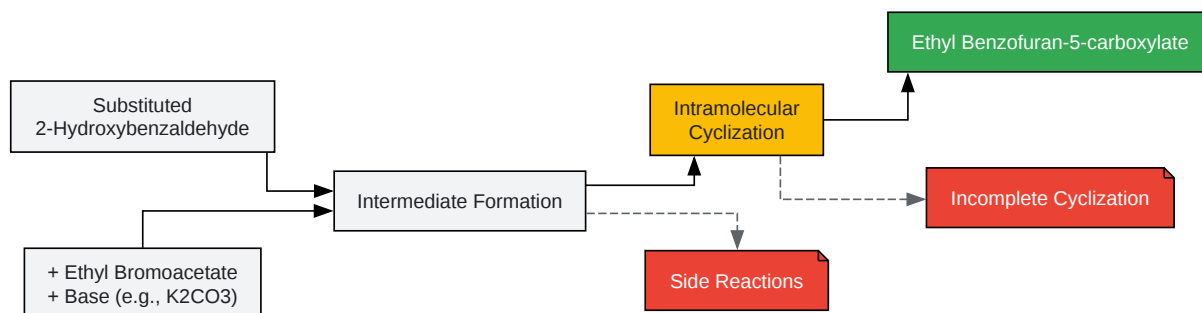 Substituted
2-Hydroxybenzaldehyde
+ Ethyl Bromoacetate
+ Base (e.g., K2CO3)
Intermediate Formation
Intramolecular
Cyclization
Ethyl Benzofuran-5-carboxylate
Incomplete Cyclization
Side Reactions